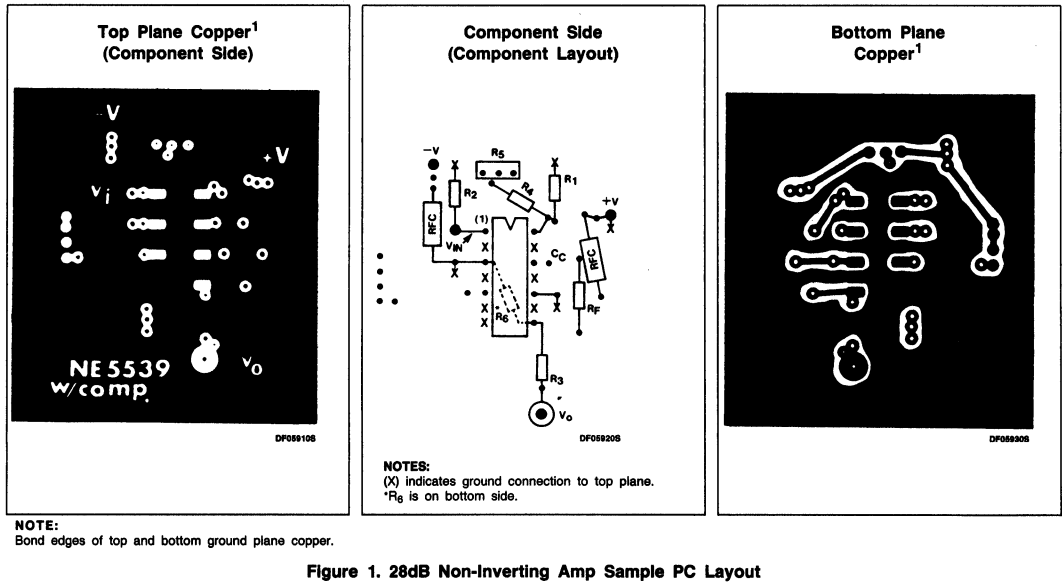 Top Plane Copper1
(Component Side)
-V
+V
Vi
NE5539
w/comp.
Vo
DF05910S
Component Side
(Component Layout)
-V
R5
X
X
R2
R4
R1
+V
X
(1)
RFC
VIN
X
X
X
CC
RFC
X
X
X
X
X
X
R6
RF
X
X
R3
Vo
DF05920S
NOTES:
(X) indicates ground connection to top plane.
*R6 is on bottom side.
Bottom Plane
Copper1
DF05930S
NOTE:
Bond edges of top and bottom ground plane copper.
Figure 1. 28dB Non-Inverting Amp Sample PC Layout